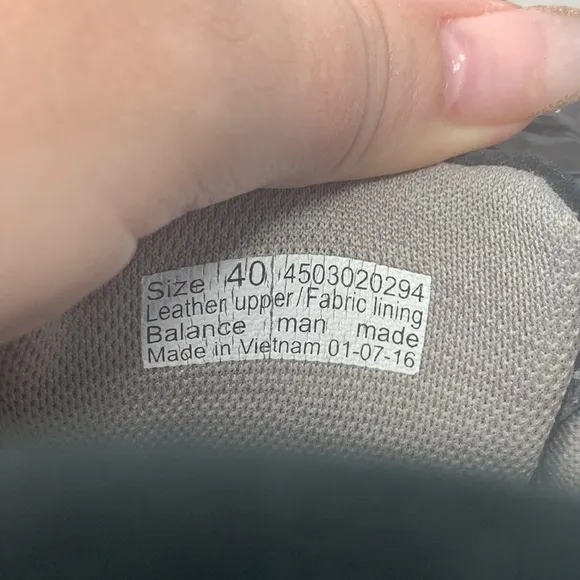 Size 40 4503020294
Leather upper/Fabric lining
Balance man made
Made in Vietnam 01-07-16